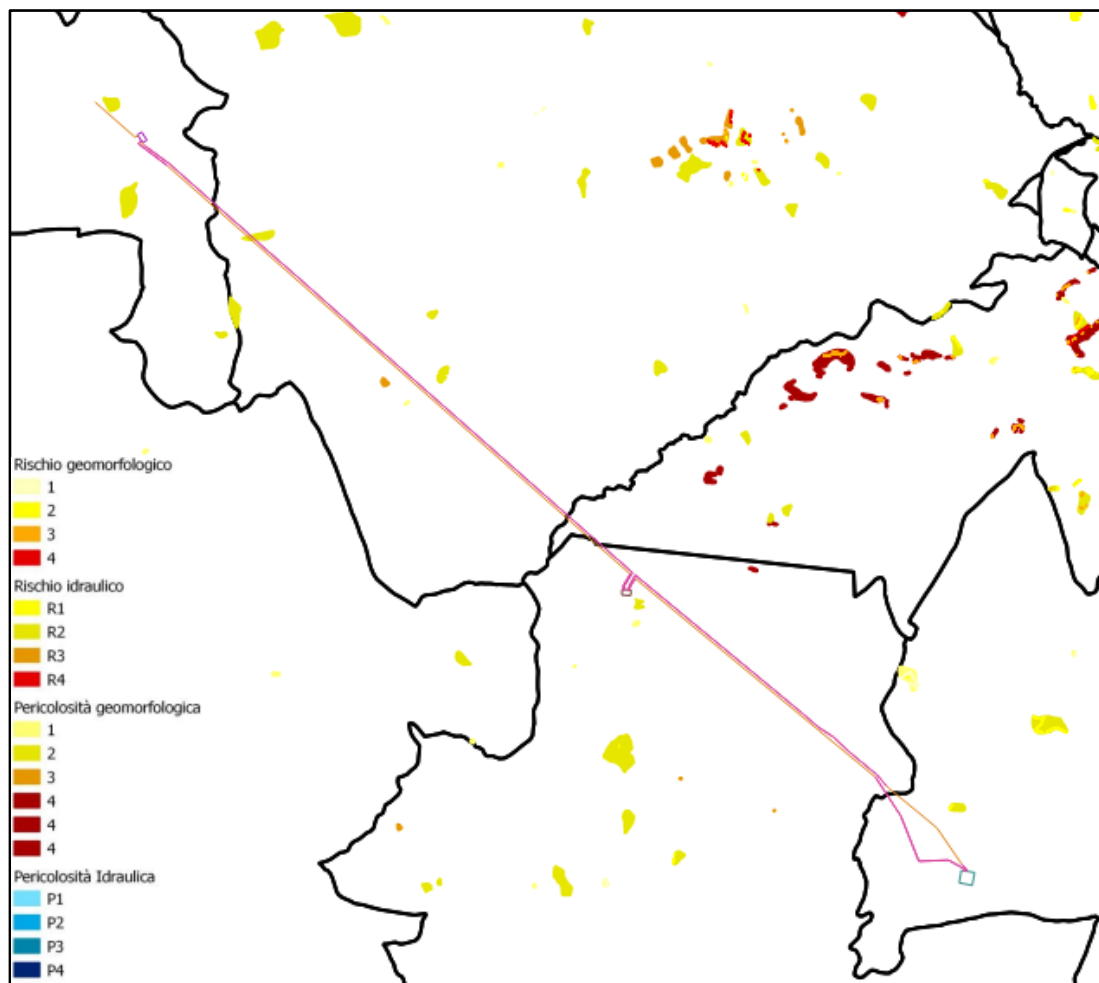 Rischio geomorfologico
1
2
3
4
Rischio idraulico
R1
R2
R3
R4
Pericolosità geomorfologica
1
2
3
4
4
4
Pericolosità Idraulica
P1
P2
P3
P4